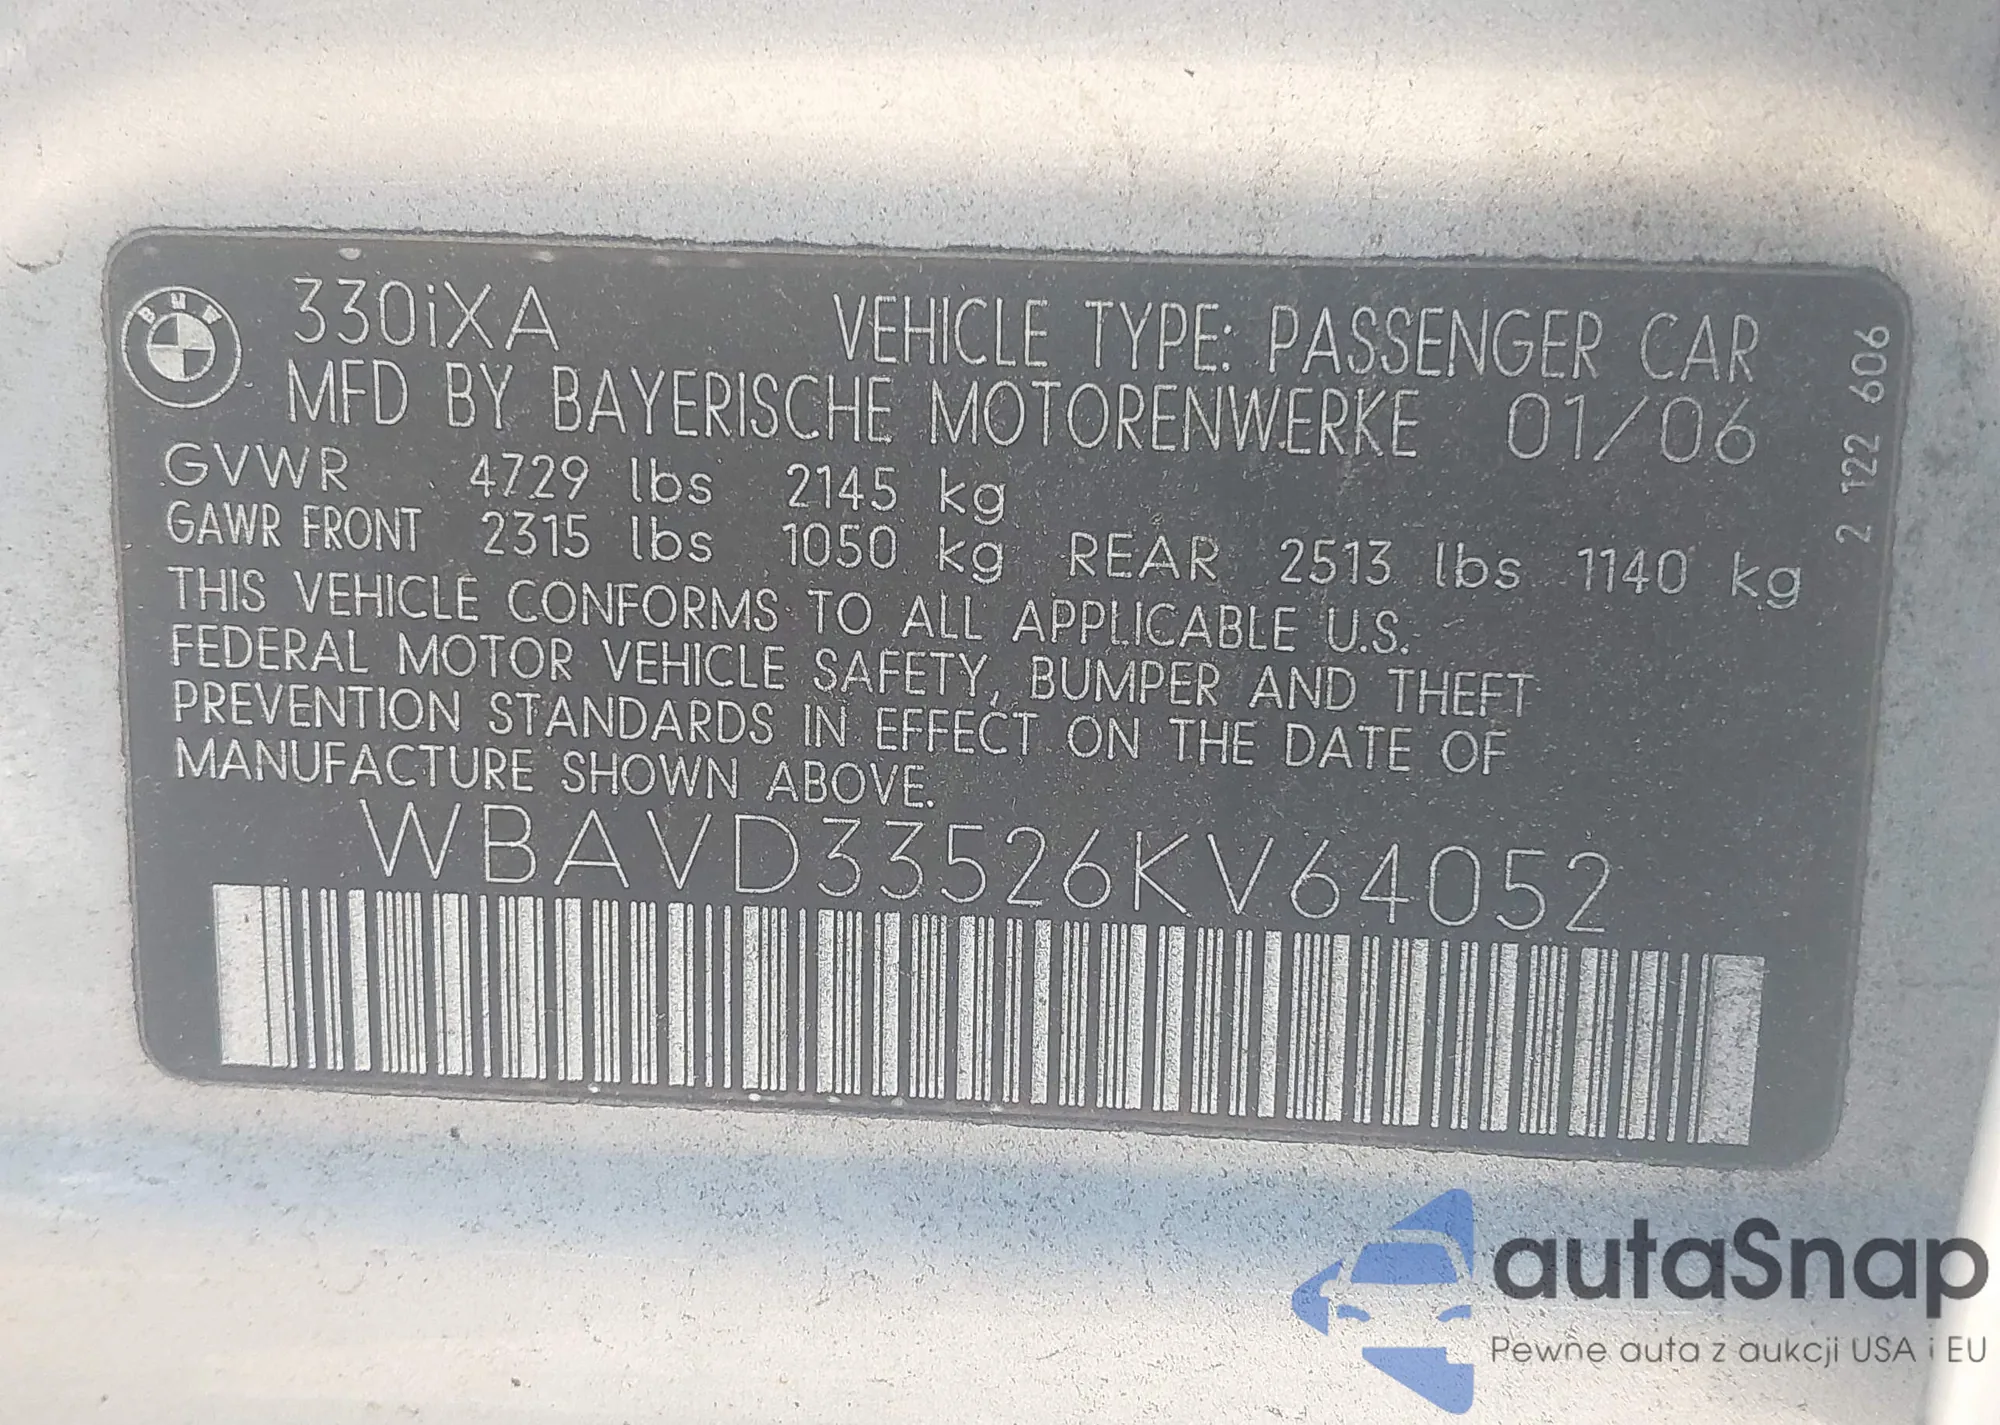 BMW
330iXA VEHICLE TYPE: PASSENGER CAR
MFD BY BAYERISCHE MOTORENWERKE 01/06
GVWR 4729 lbs 2145 kg
GAWR FRONT 2315 lbs 1050 kg REAR 2513 lbs 1140 kg
THIS VEHICLE CONFORMS TO ALL APPLICABLE U.S.
FEDERAL MOTOR VEHICLE SAFETY, BUMPER AND THEFT
PREVENTION STANDARDS IN EFFECT ON THE DATE OF
MANUFACTURE SHOWN ABOVE.
WBAVD33526KV64052
2 122 606
autaSnap
Pewne auta z aukcji USA i EU